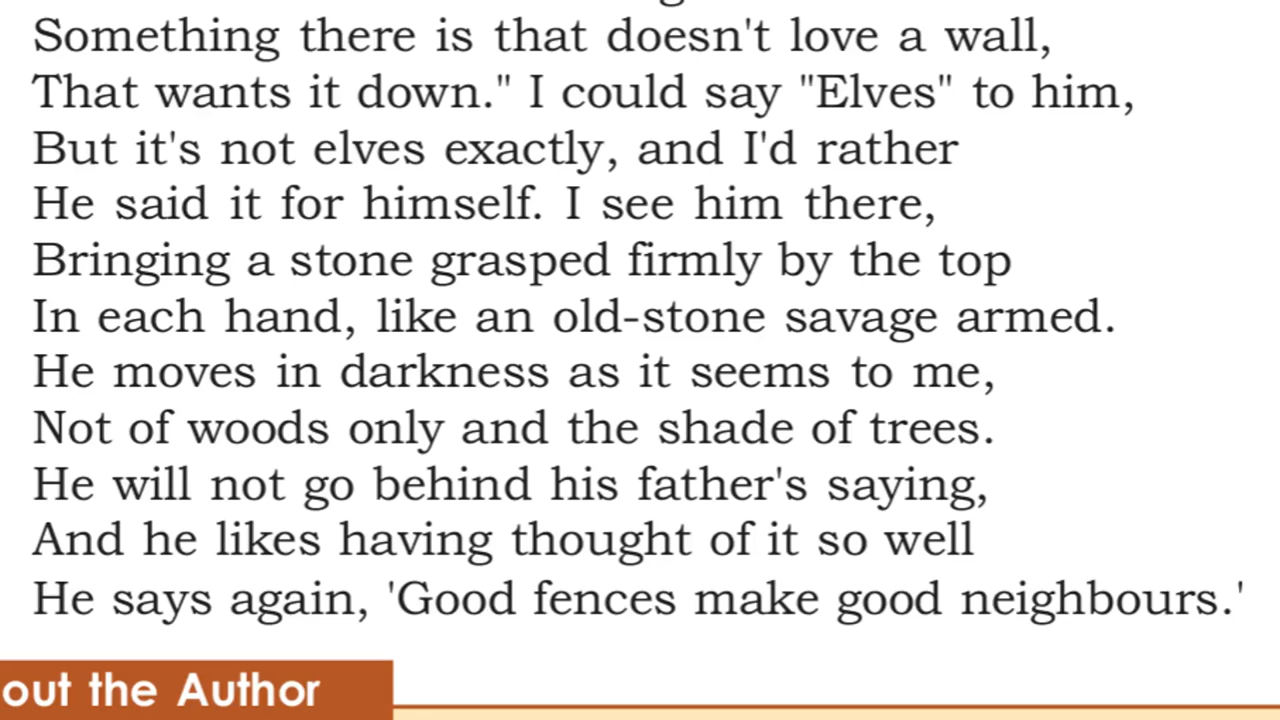 Something there is that doesn't love a wall,
That wants it down." I could say "Elves" to him,
But it's not elves exactly, and I'd rather
He said it for himself. I see him there,
Bringing a stone grasped firmly by the top
In each hand, like an old-stone savage armed.
He moves in darkness as it seems to me,
Not of woods only and the shade of trees.
He will not go behind his father's saying,
And he likes having thought of it so well
He says again, 'Good fences make good neighbours.'
out the Author